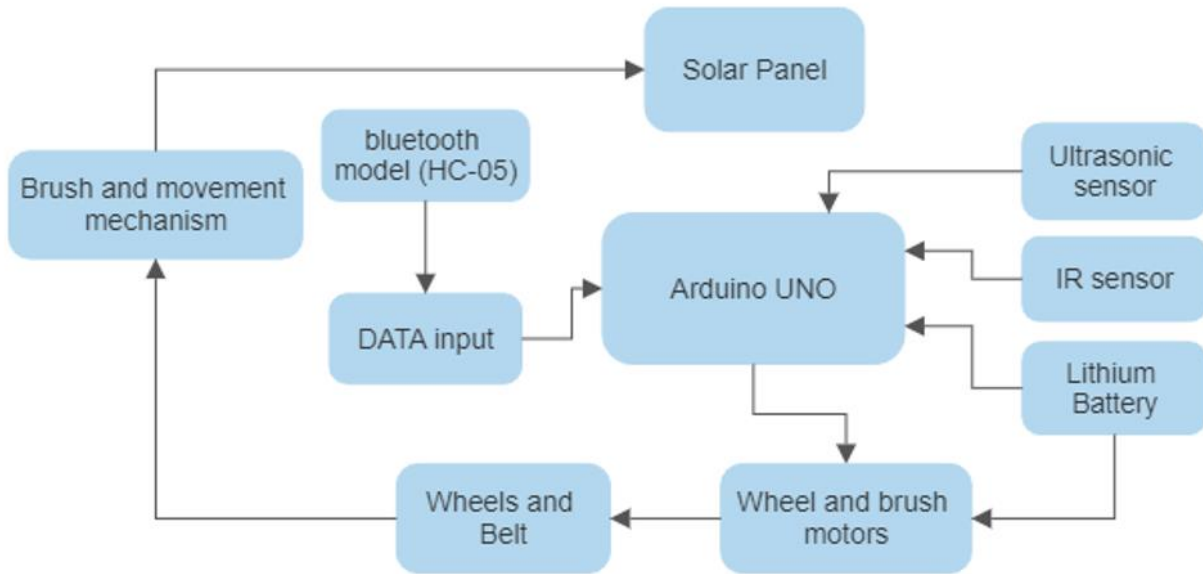 Solar Panel
bluetooth
model (HC-05)
Ultrasonic
sensor
Brush and movement
mechanism
Arduino UNO
IR sensor
DATA input
Lithium
Battery
Wheels and
Belt
Wheel and brush
motors